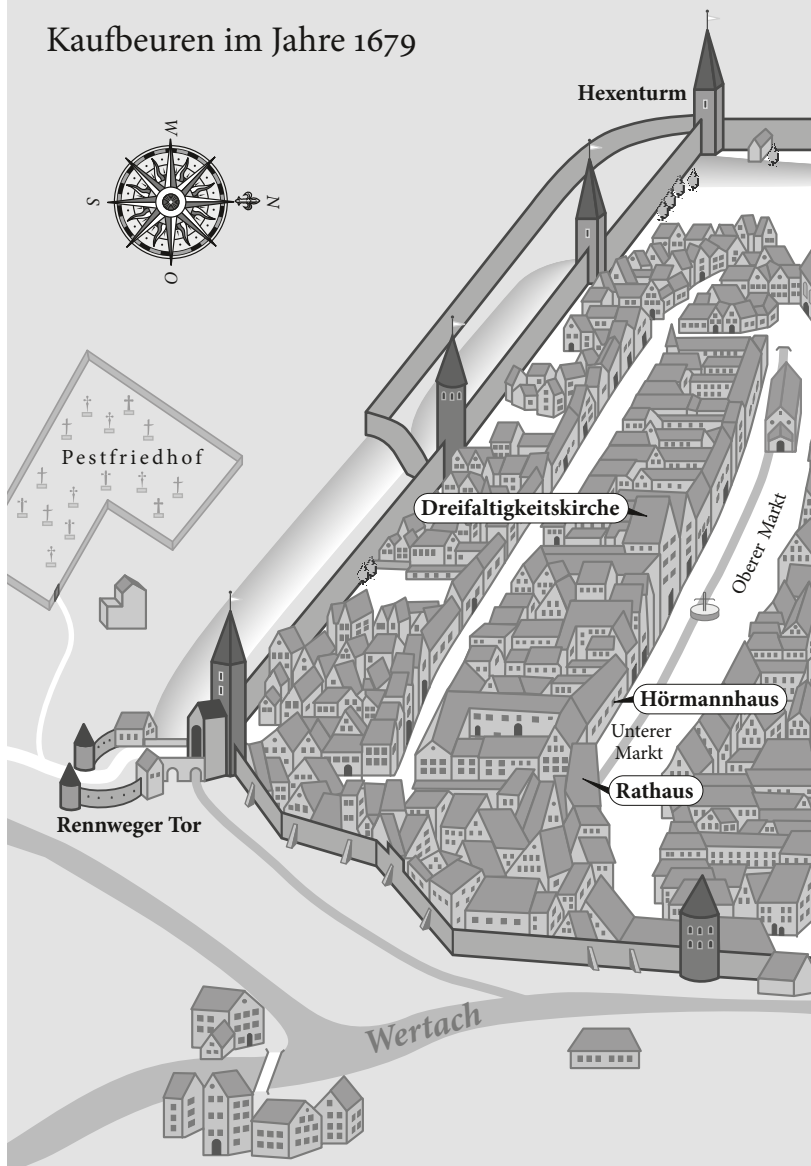 Kaufbeuren im Jahre 1679
Hexenturm
W
S
N
O
Pestfriedhof
Dreifaltigkeitskirche
Oberer Markt
Hörmannhaus
Unterer
Markt
Rathaus
Rennweger Tor
Wertach